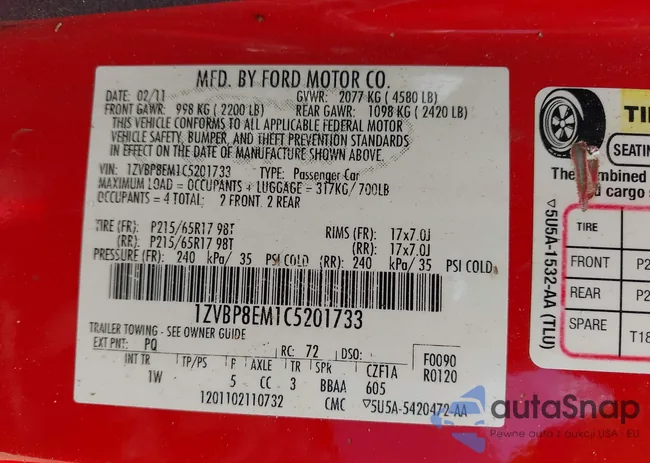 MFD. BY FORD MOTOR CO.
DATE: 02/11 GVWR: 2077 KG ( 4580 LB)
FRONT GAWR: 998 KG ( 2200 LB) REAR GAWR: 1098 KG ( 2420 LB)
THIS VEHICLE CONFORMS TO ALL APPLICABLE FEDERAL MOTOR
VEHICLE SAFETY, BUMPER, AND THEFT PREVENTION STANDARDS
IN EFFECT ON THE DATE OF MANUFACTURE SHOWN ABOVE.
VIN: 1ZVBP8EM1C5201733 TYPE: Passenger Car
MAXIMUM LOAD = OCCUPANTS + LUGGAGE = 317KG/700LB
OCCUPANTS = 4 TOTAL: 2 FRONT, 2 REAR
TIRE (FR): P215/65R17 98T RIMS (FR): 17x7.0J
(RR): P215/65R17 98T (RR): 17x7.0J
PRESSURE (FR): 240 kPa/ 35 PSI COLD (RR): 240 kPa/ 35 PSI COLD
1ZVBP8EM1C5201733
TRAILER TOWING - SEE OWNER GUIDE
EXT PNT: PQ RC: 72 DSO: F0090
R0120
INT TR TP/PS R AXLE TR SPR CZF1A
1W 5 CC 3 BBAA 605
1201102110732 CMC ▽5U5A-5420472-AA
SEATIN
The combined
cargo
▽5U5A-1532-AA (TLU)
TIRE
FRONT P2
REAR P2
SPARE T18
autaSnap
Pewne auta z aukcji USA i EU